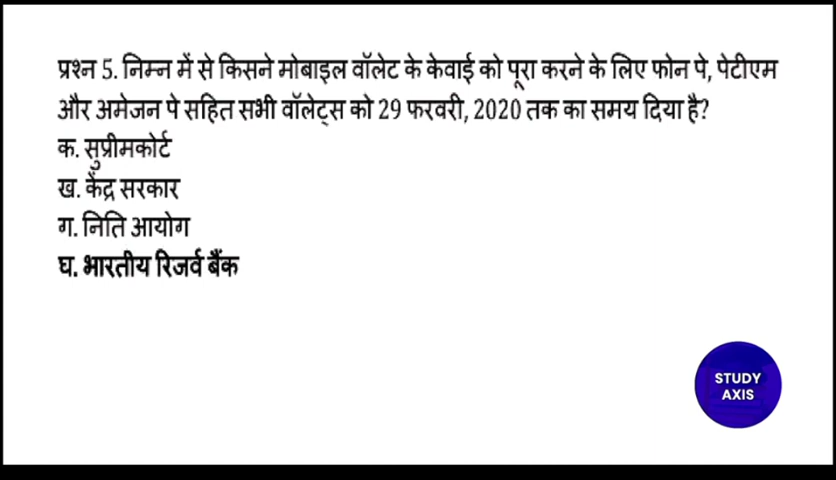 प्रश्न 5. निम्न में से किसने मोबाइल वॉलेट के केवाई को पूरा करने के लिए फोन पे, पेटीएम
और अमेजन पे सहित सभी वॉलेट्स को 29 फरवरी, 2020 तक का समय दिया है?
क. सुप्रीमकोर्ट
ख. केंद्र सरकार
ग. निति आयोग
घ. भारतीय रिजर्व बैंक
STUDY
AXIS